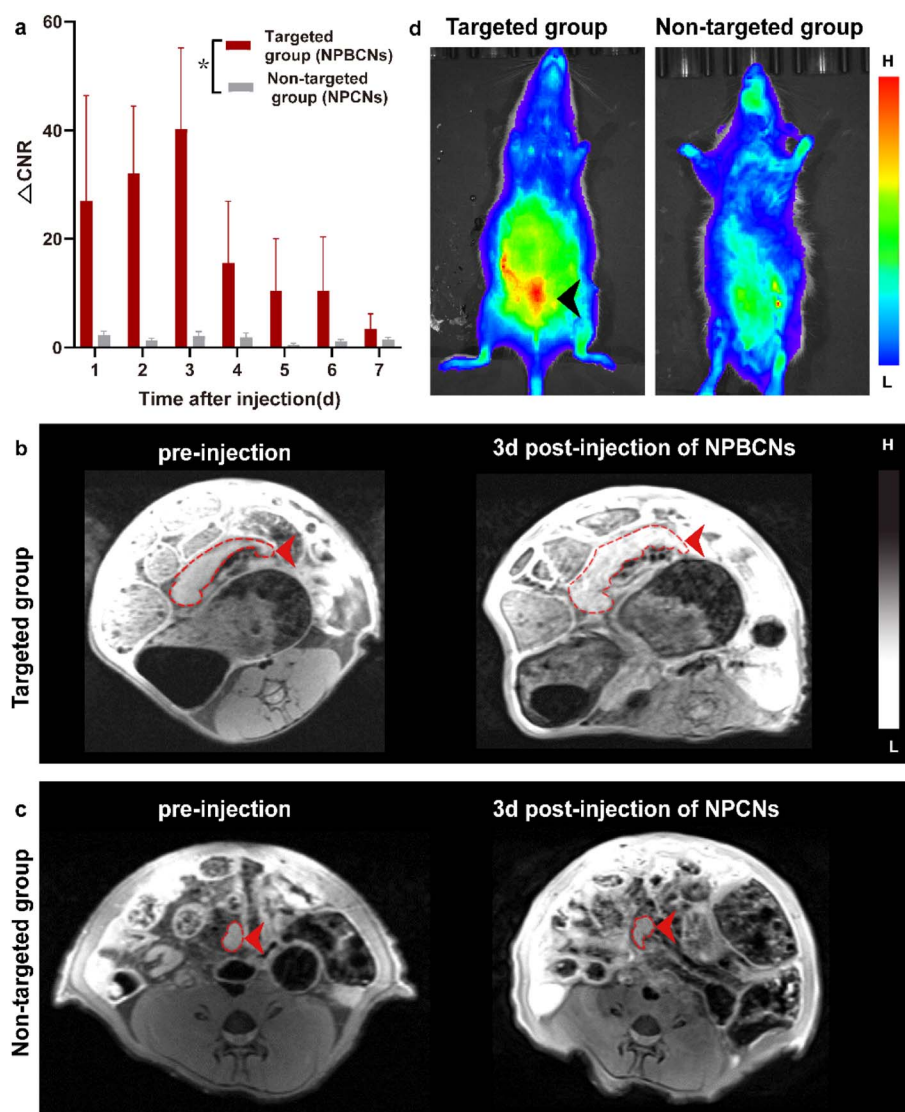 a
60
40
20
0
△CNR
*
Targeted
group (NPBCNs)
Non-targeted
group (NPCNs)
1 2 3 4 5 6 7
Time after injection(d)
d
Targeted group
Non-targeted group
H
L
b
Targeted group
pre-injection
3d post-injection of NPBCNs
H
L
c
Non-targeted group
pre-injection
3d post-injection of NPCNs